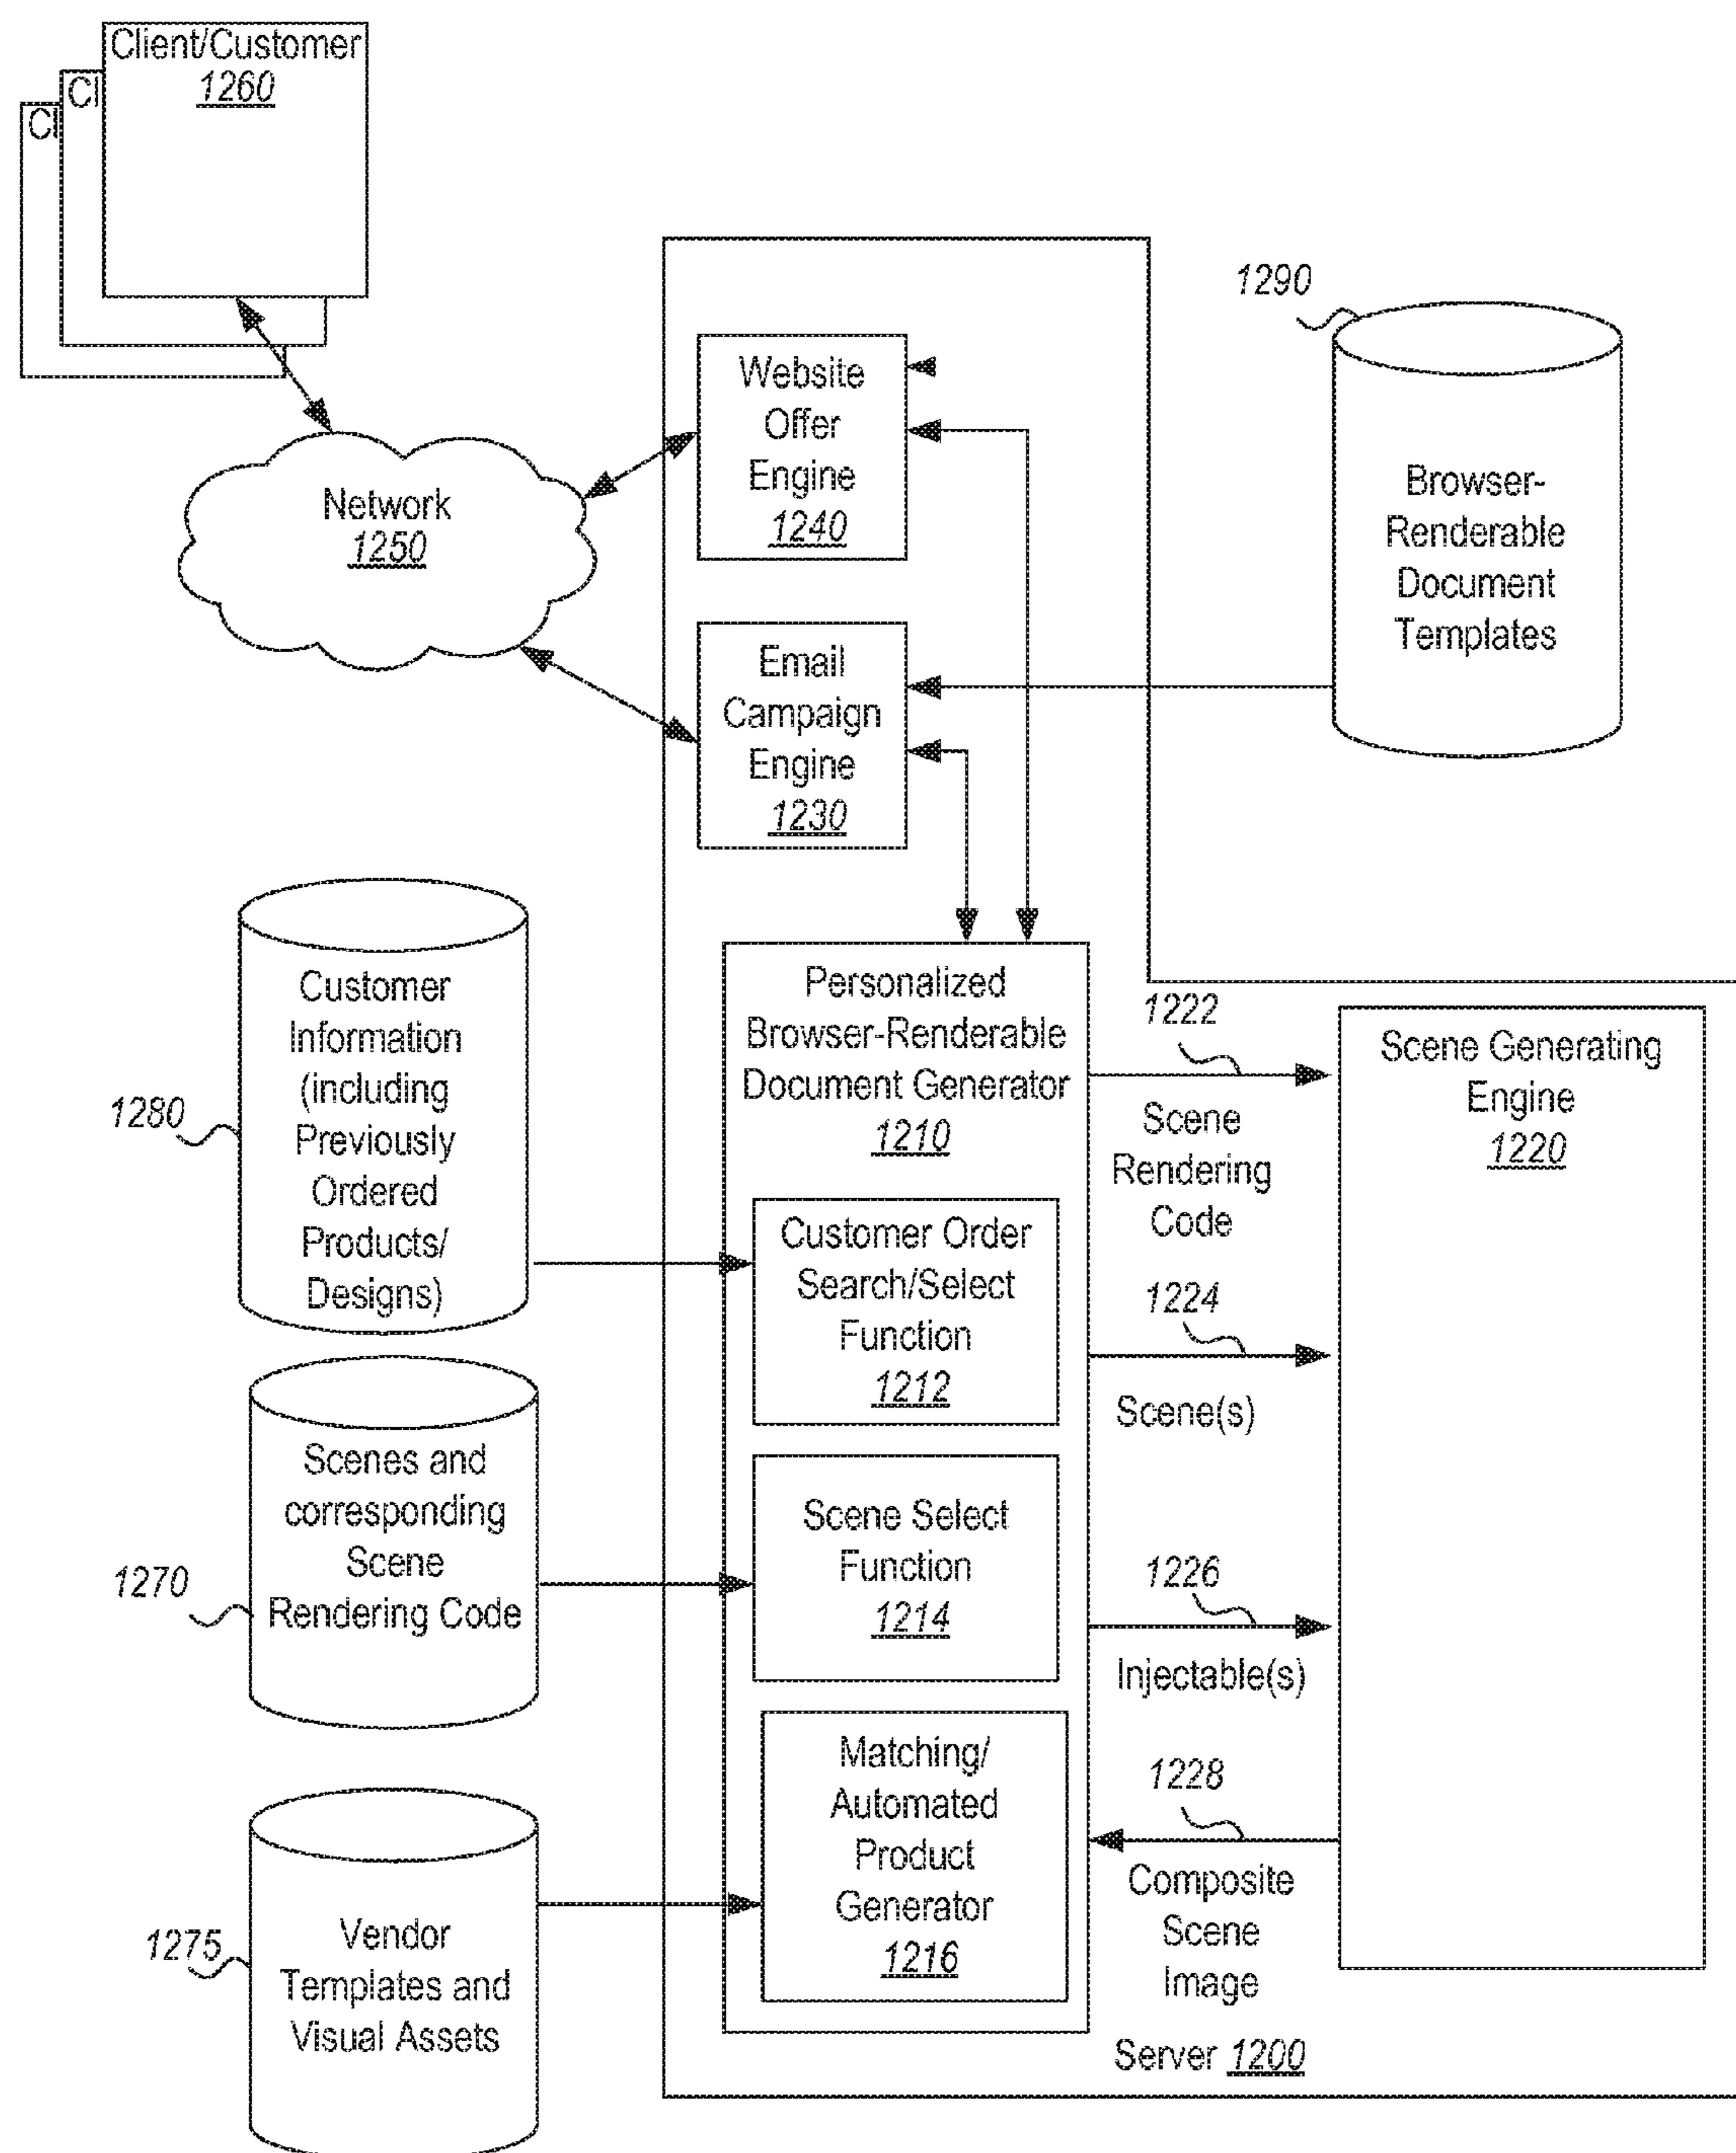 Client/Customer
1260
Cl
Cl
Network
1250
Website
Offer
Engine
1240
Email
Campaign
Engine
1230
1290
Browser-
Renderable
Document
Templates
1280
Customer
Information
(including
Previously
Ordered
Products/
Designs)
1270
Scenes and
corresponding
Scene
Rendering Code
1275
Vendor
Templates and
Visual Assets
Personalized
Browser-Renderable
Document Generator
1210
Customer Order
Search/Select
Function
1212
Scene Select
Function
1214
Matching/
Automated
Product
Generator
1216
1222
Scene
Rendering
Code
1224
Scene(s)
1226
Injectable(s)
1228
Composite
Scene
Image
Scene Generating
Engine
1220
Server 1200